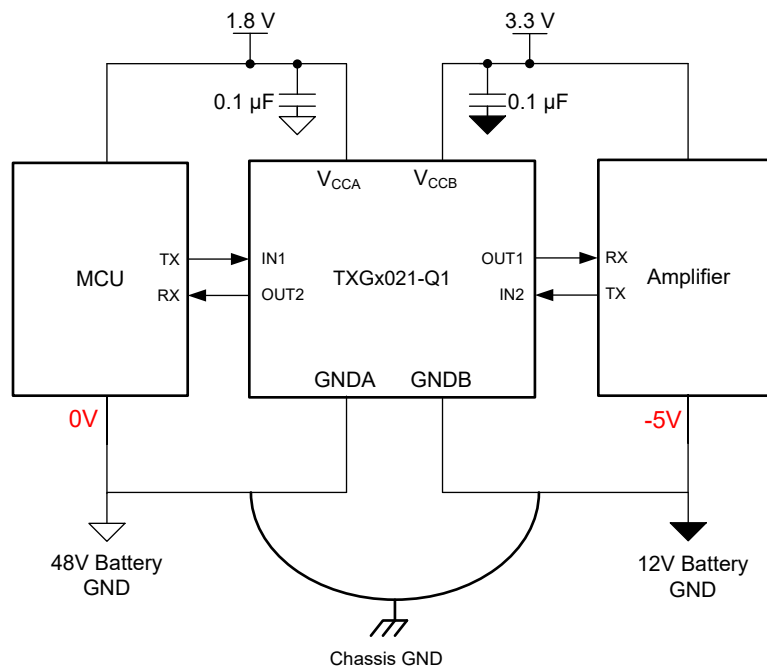 1.8 V
3.3 V
0.1 µF
0.1 µF
VCCA
VCCB
MCU
TX
RX
IN1
OUT2
TXGx021-Q1
OUT1
IN2
RX
TX
Amplifier
GNDA
GNDB
0V
-5V
48V Battery
GND
12V Battery
GND
Chassis GND